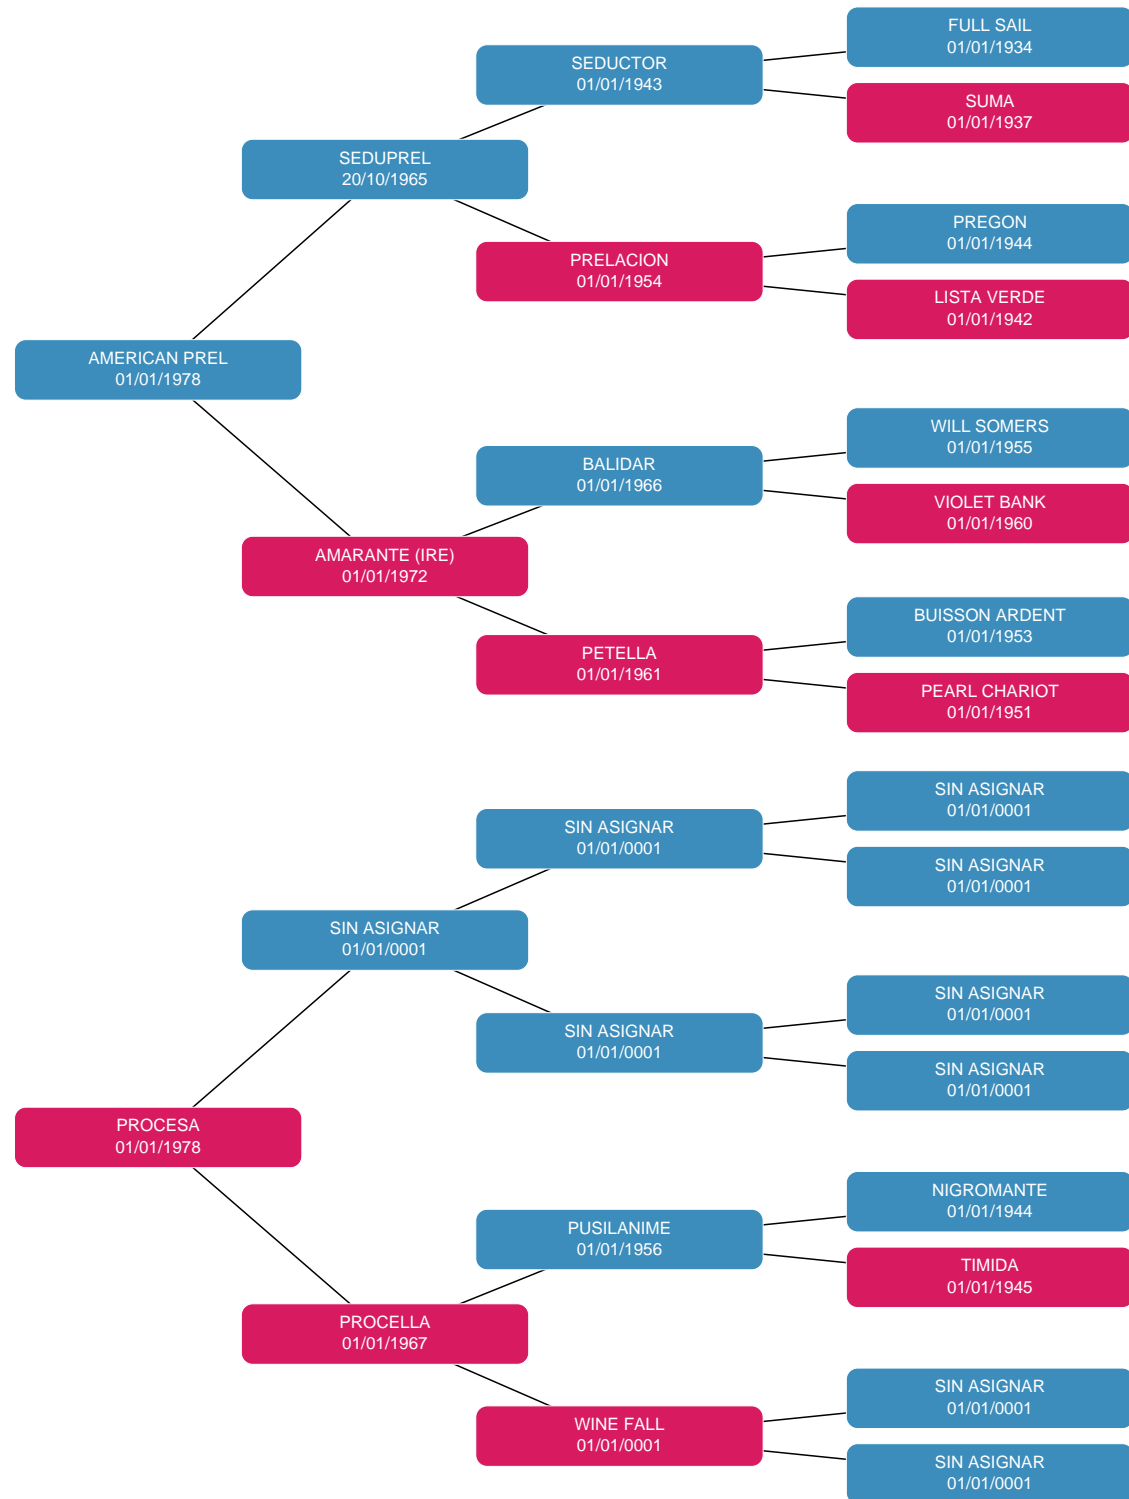 FULL SAIL
01/01/1934
SEDUCTOR
01/01/1943
SUMA
01/01/1937
SEDUPREL
20/10/1965
PREGON
01/01/1944
PRELACION
01/01/1954
LISTA VERDE
01/01/1942
AMERICAN PREL
01/01/1978
WILL SOMERS
01/01/1955
BALIDAR
01/01/1966
VIOLET BANK
01/01/1960
AMARANTE (IRE)
01/01/1972
BUISSON ARDENT
01/01/1953
PETELLA
01/01/1961
PEARL CHARIOT
01/01/1951
SIN ASIGNAR
01/01/0001
SIN ASIGNAR
01/01/0001
SIN ASIGNAR
01/01/0001
SIN ASIGNAR
01/01/0001
SIN ASIGNAR
01/01/0001
SIN ASIGNAR
01/01/0001
SIN ASIGNAR
01/01/0001
PROCESA
01/01/1978
NIGROMANTE
01/01/1944
PUSILANIME
01/01/1956
TIMIDA
01/01/1945
PROCELLA
01/01/1967
SIN ASIGNAR
01/01/0001
WINE FALL
01/01/0001
SIN ASIGNAR
01/01/0001